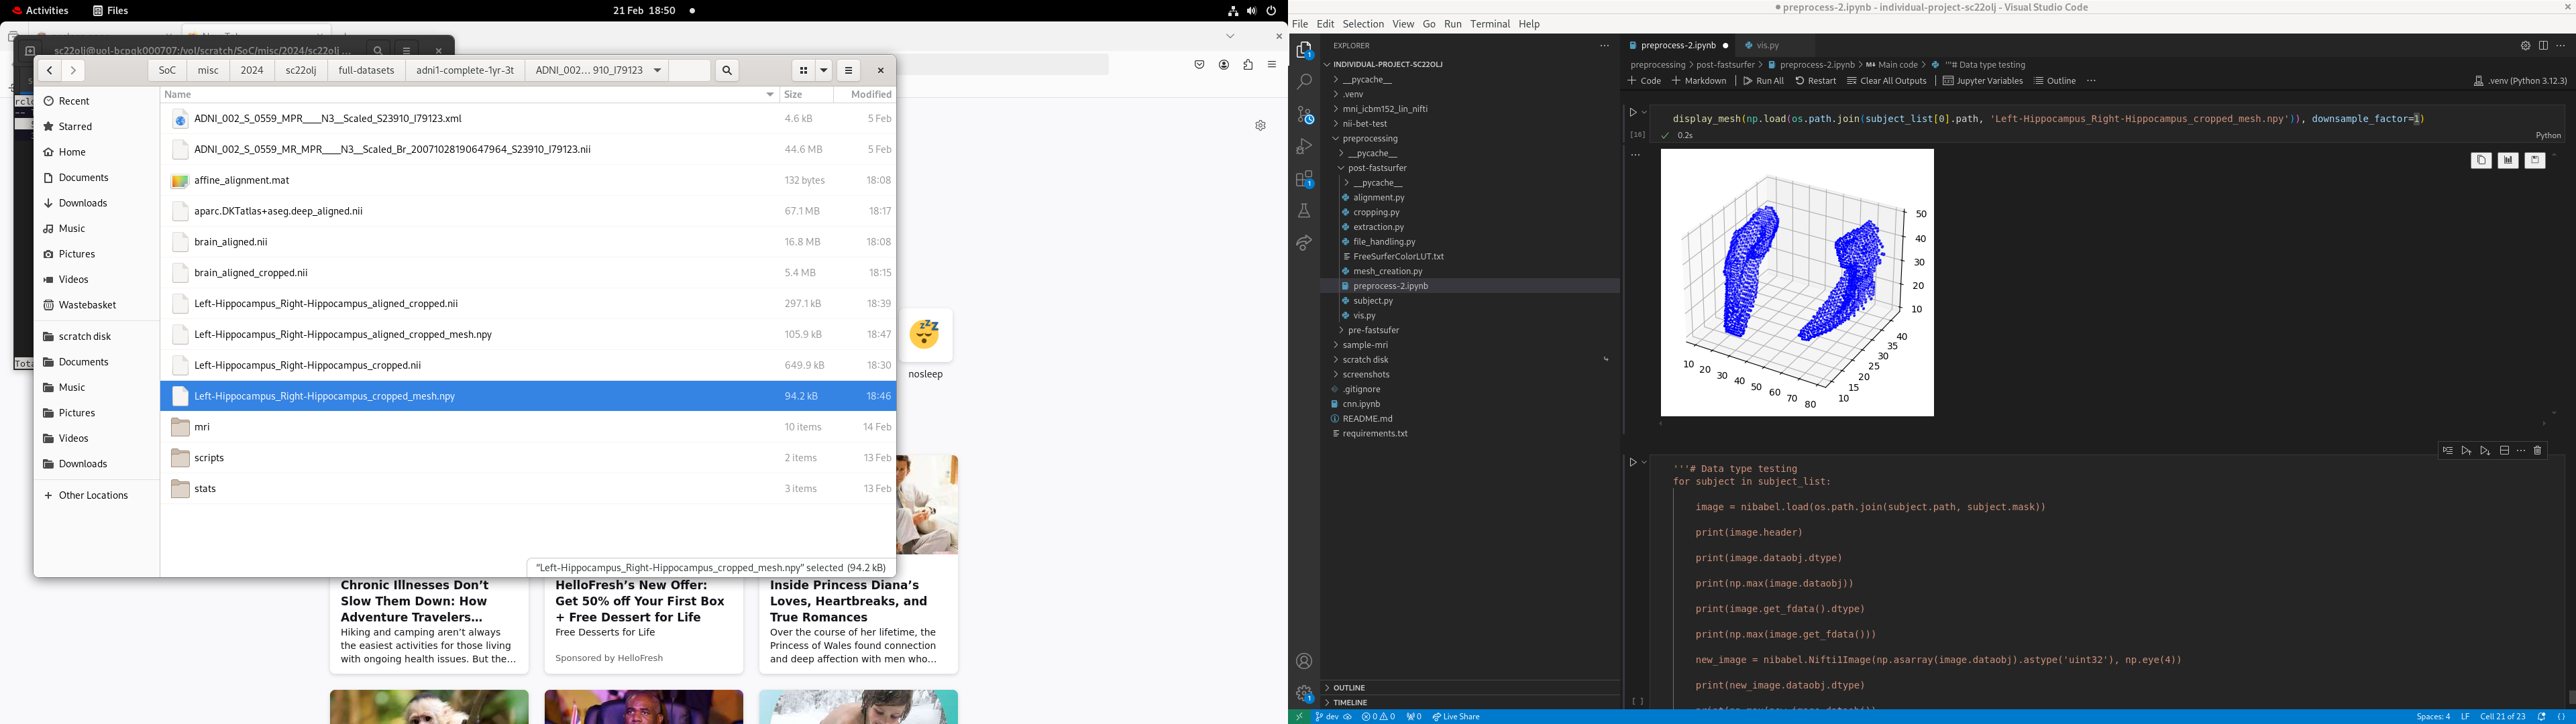 Activities Files 21 Feb 18:50
sc22olj@uol-bcpqk000707:/vol/scratch/SoC/misc/2024/sc22olj ...
SoC misc 2024 sc22olj full-datasets adni1-complete-1yr-3t ADNI_002... 910_I79123
Recent
Starred
Home
Documents
Downloads
Music
Pictures
Videos
Wastebasket
scratch disk
Documents
Music
Pictures
Videos
Downloads
+ Other Locations
Name Size Modified
ADNI_002_S_0559_MPR____N3__Scaled_S23910_I79123.xml 4.6 kB 5 Feb
ADNI_002_S_0559_MR_MPR____N3__Scaled_Br_20071028190647964_S23910_I79123.nii 44.6 MB 5 Feb
affine_alignment.mat 132 bytes 18:08
aparc.DKTatlas+aseg.deep_aligned.nii 67.1 MB 18:17
brain_aligned.nii 16.8 MB 18:08
brain_aligned_cropped.nii 5.4 MB 18:15
Left-Hippocampus_Right-Hippocampus_aligned_cropped.nii 297.1 kB 18:39
Left-Hippocampus_Right-Hippocampus_aligned_cropped_mesh.npy 105.9 kB 18:47
Left-Hippocampus_Right-Hippocampus_cropped.nii 649.9 kB 18:30
Left-Hippocampus_Right-Hippocampus_cropped_mesh.npy 94.2 kB 18:46
mri 10 items 14 Feb
scripts 2 items 13 Feb
stats 3 items 13 Feb
"Left-Hippocampus_Right-Hippocampus_cropped_mesh.npy" selected (94.2 kB)
nosleep
Chronic Illnesses Don't
Slow Them Down: How
Adventure Travelers...
Hiking and camping aren't always
the easiest activities for those living
with ongoing health issues. But the...
HelloFresh's New Offer:
Get 50% off Your First Box
+ Free Dessert for Life
Free Desserts for Life
Sponsored by HelloFresh
Inside Princess Diana's
Loves, Heartbreaks, and
True Romances
Over the course of her lifetime, the
Princess of Wales found connection
and deep affection with men who...
preprocess-2.ipynb - individual-project-sc22olj - Visual Studio Code
File Edit Selection View Go Run Terminal Help
EXPLORER
INDIVIDUAL-PROJECT-SC22OLJ
__pycache__
.venv
mni_icbm152_lin_nifti
nii-bet-test
preprocessing
__pycache__
post-fastsurfer
__pycache__
alignment.py
cropping.py
extraction.py
file_handling.py
FreeSurferColorLUT.txt
mesh_creation.py
preprocess-2.ipynb
subject.py
vis.py
pre-fastsufer
sample-mri
scratch disk
screenshots
.gitignore
cnn.ipynb
README.md
requirements.txt
OUTLINE
TIMELINE
preprocess-2.ipynb vis.py
preprocessing > post-fastsurfer > preprocess-2.ipynb > Main code > '''# Data type testing
+ Code + Markdown Run All Restart Clear All Outputs Jupyter Variables Outline ... .venv (Python 3.12.3)
display_mesh(np.load(os.path.join(subject_list[0].path, 'Left-Hippocampus_Right-Hippocampus_cropped_mesh.npy')), downsample_factor=1)
[16] 0.2s Python
50
40
30
20
10
10 20 30 40 50 60 70 80
10 15 20 25 30 35 40
'''# Data type testing
for subject in subject_list:
image = nibabel.load(os.path.join(subject.path, subject.mask))
print(image.header)
print(image.dataobj.dtype)
print(np.max(image.dataobj))
print(image.get_fdata().dtype)
print(np.max(image.get_fdata()))
new_image = nibabel.Nifti1Image(np.asarray(image.dataobj).astype('uint32'), np.eye(4))
print(new_image.dataobj.dtype)
[ ]
dev 0 0 0 Live Share Spaces: 4 LF Cell 21 of 23